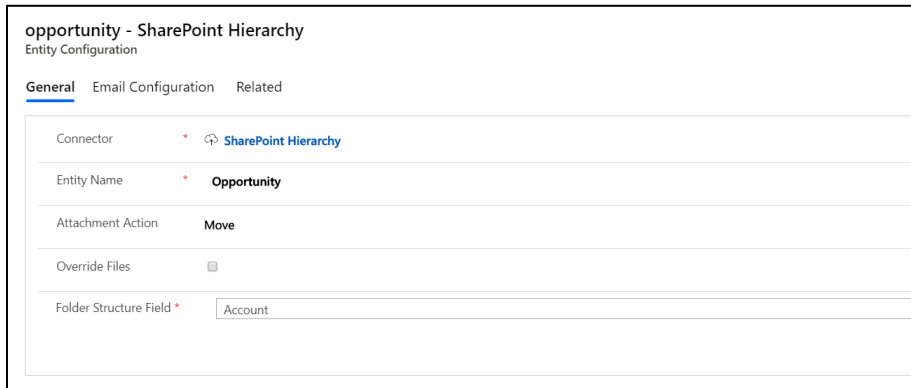 opportunity - SharePoint Hierarchy
Entity Configuration
General Email Configuration Related
Connector * SharePoint Hierarchy
Entity Name * Opportunity
Attachment Action Move
Override Files
Folder Structure Field * Account